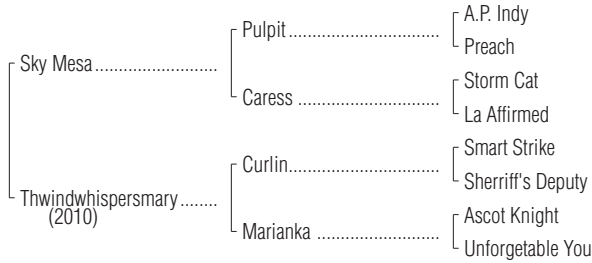 A.P. Indy
Pulpit
Preach
Sky Mesa
Storm Cat
Caress
La Affirmed
Smart Strike
Curlin
Sherriff's Deputy
Thwindwhispersmary
(2010)
Ascot Knight
Marianka
Unforgetable You